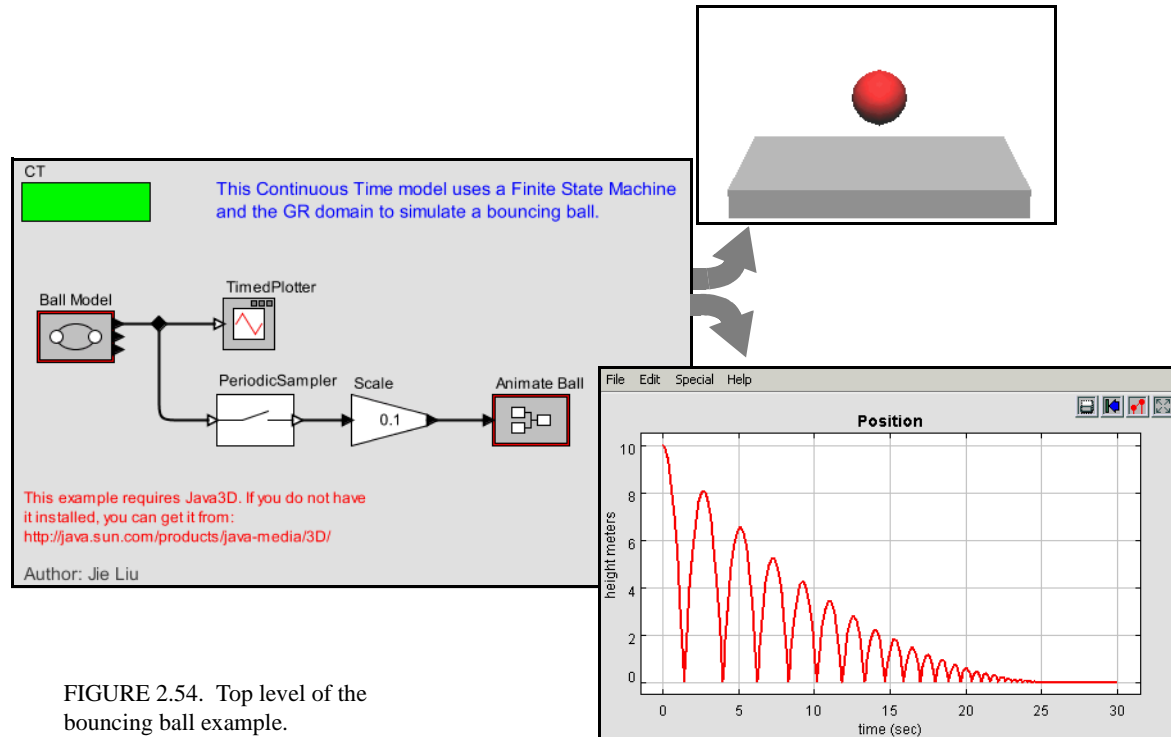 CT
This Continuous Time model uses a Finite State Machine
and the GR domain to simulate a bouncing ball.
Ball Model
TimedPlotter
PeriodicSampler
Scale
0.1
Animate Ball
This example requires Java3D. If you do not have
it installed, you can get it from:
http://java.sun.com/products/java-media/3D/
Author: Jie Liu
File Edit Special Help
Position
height meters
10
8
6
4
2
0
0 5 10 15 20 25 30
time (sec)
FIGURE 2.54. Top level of the
bouncing ball example.